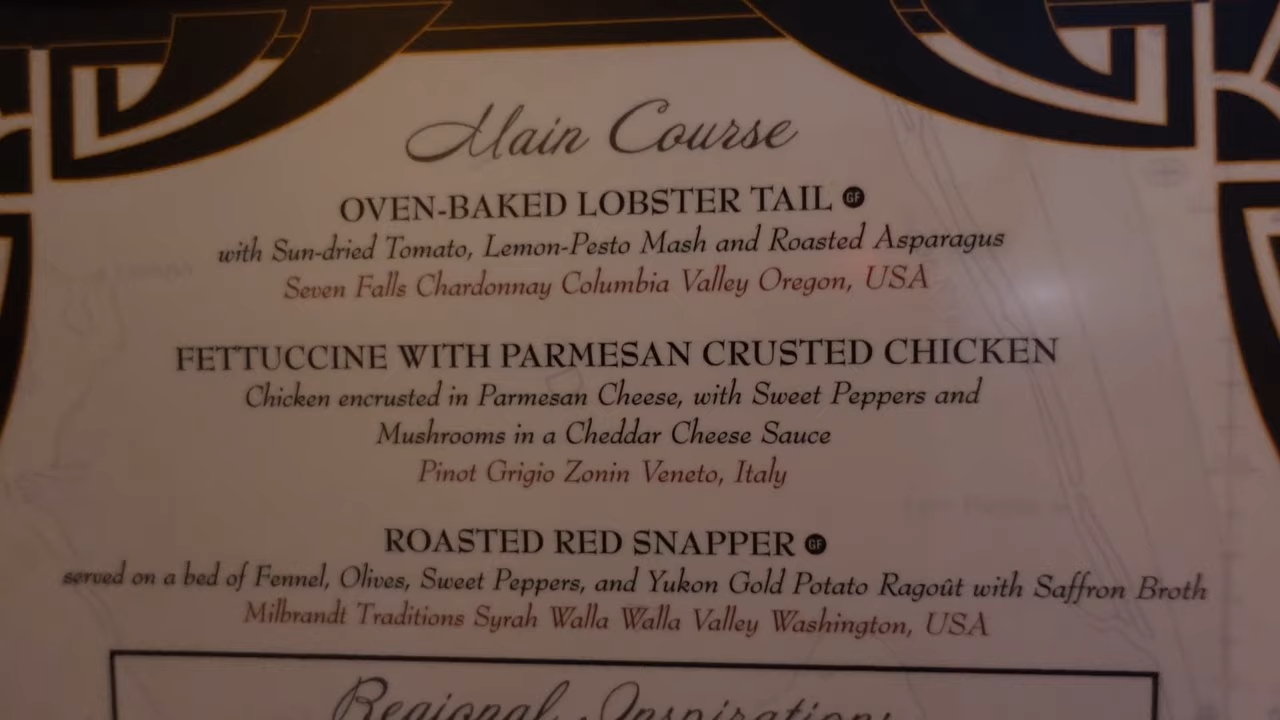 Main Course
OVEN-BAKED LOBSTER TAIL GF
with Sun-dried Tomato, Lemon-Pesto Mash and Roasted Asparagus
Seven Falls Chardonnay Columbia Valley Oregon, USA
FETTUCCINE WITH PARMESAN CRUSTED CHICKEN
Chicken encrusted in Parmesan Cheese, with Sweet Peppers and
Mushrooms in a Cheddar Cheese Sauce
Pinot Grigio Zonin Veneto, Italy
ROASTED RED SNAPPER GF
served on a bed of Fennel, Olives, Sweet Peppers, and Yukon Gold Potato Ragoût with Saffron Broth
Milbrandt Traditions Syrah Walla Walla Valley Washington, USA
Regional Inspirations